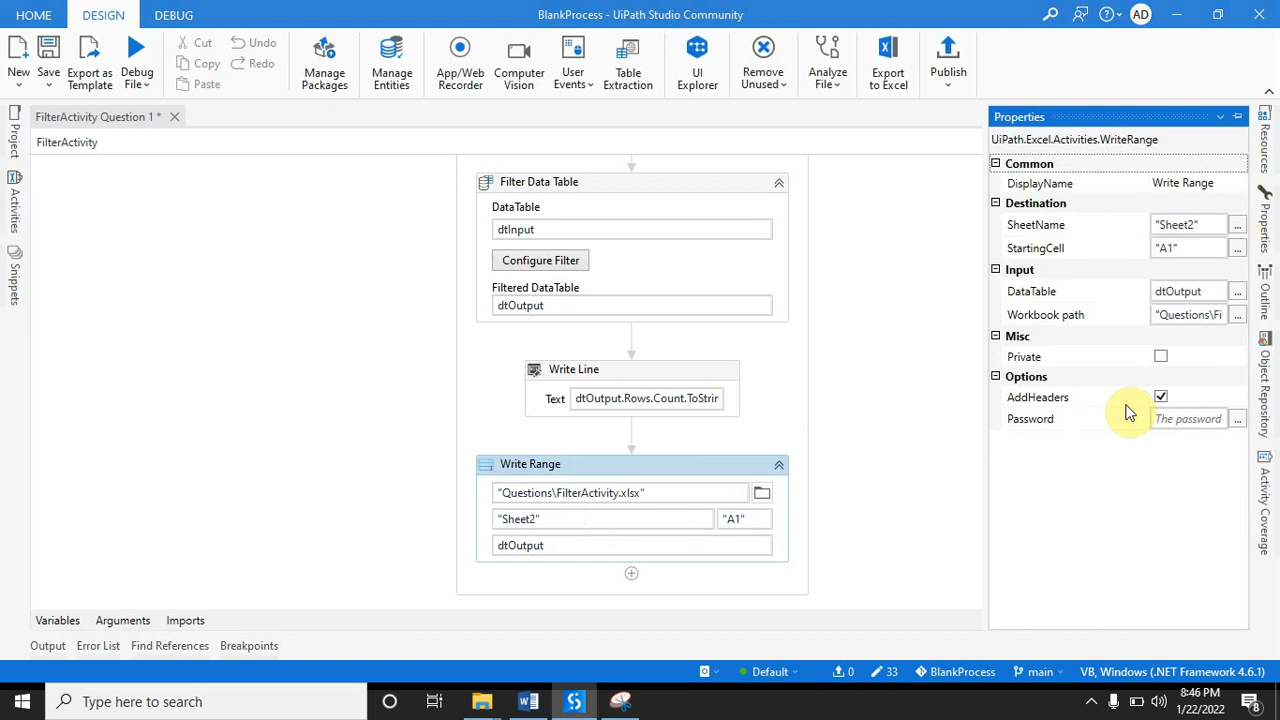 HOME DESIGN DEBUG BlankProcess - UiPath Studio Community AD
New Save Export as Template Debug File Cut Copy Paste Undo Redo Manage Packages Manage Entities App/Web Recorder Computer Vision User Events Table Extraction UI Explorer Remove Unused Analyze File Export to Excel Publish
FilterActivity Question 1 *
FilterActivity
Project
Activities
Snippets
Filter Data Table
DataTable
dtInput
Configure Filter
Filtered DataTable
dtOutput
Write Line
Text dtOutput.Rows.Count.ToStrir
Write Range
"Questions\FilterActivity.xlsx"
"Sheet2" "A1"
dtOutput
Properties
UiPath.Excel.Activities.WriteRange
Common
DisplayName Write Range
Destination
SheetName "Sheet2" ...
StartingCell "A1" ...
Input
DataTable dtOutput ...
Workbook path "Questions\Fi ...
Misc
Private
Options
AddHeaders
Password The password ...
Resources
Properties
Outline
Object Repository
Activity Coverage
Variables Arguments Imports
Output Error List Find References Breakpoints
Default 0 33 BlankProcess main VB, Windows (.NET Framework 4.6.1)
Type here to search
8:46 PM
1/22/2022
8